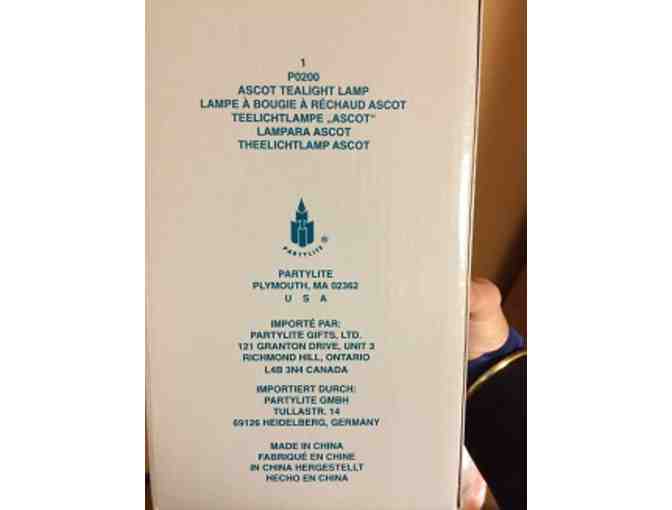 1
P0200
ASCOT TEALIGHT LAMP
LAMPE À BOUGIE À RÉCHAUD ASCOT
TEELICHTLAMPE „ASCOT“
LAMPARA ASCOT
THEELICHTLAMP ASCOT
PARTYLITE ®
PARTYLITE
PLYMOUTH, MA 02362
U S A
IMPORTÉ PAR:
PARTYLITE GIFTS, LTD.
121 GRANTON DRIVE, UNIT 3
RICHMOND HILL, ONTARIO
L4B 3N4 CANADA
IMPORTIERT DURCH:
PARTYLITE GMBH
TULLASTR. 14
69126 HEIDELBERG, GERMANY
MADE IN CHINA
FABRIQUÉ EN CHINE
IN CHINA HERGESTELLT
HECHO EN CHINA